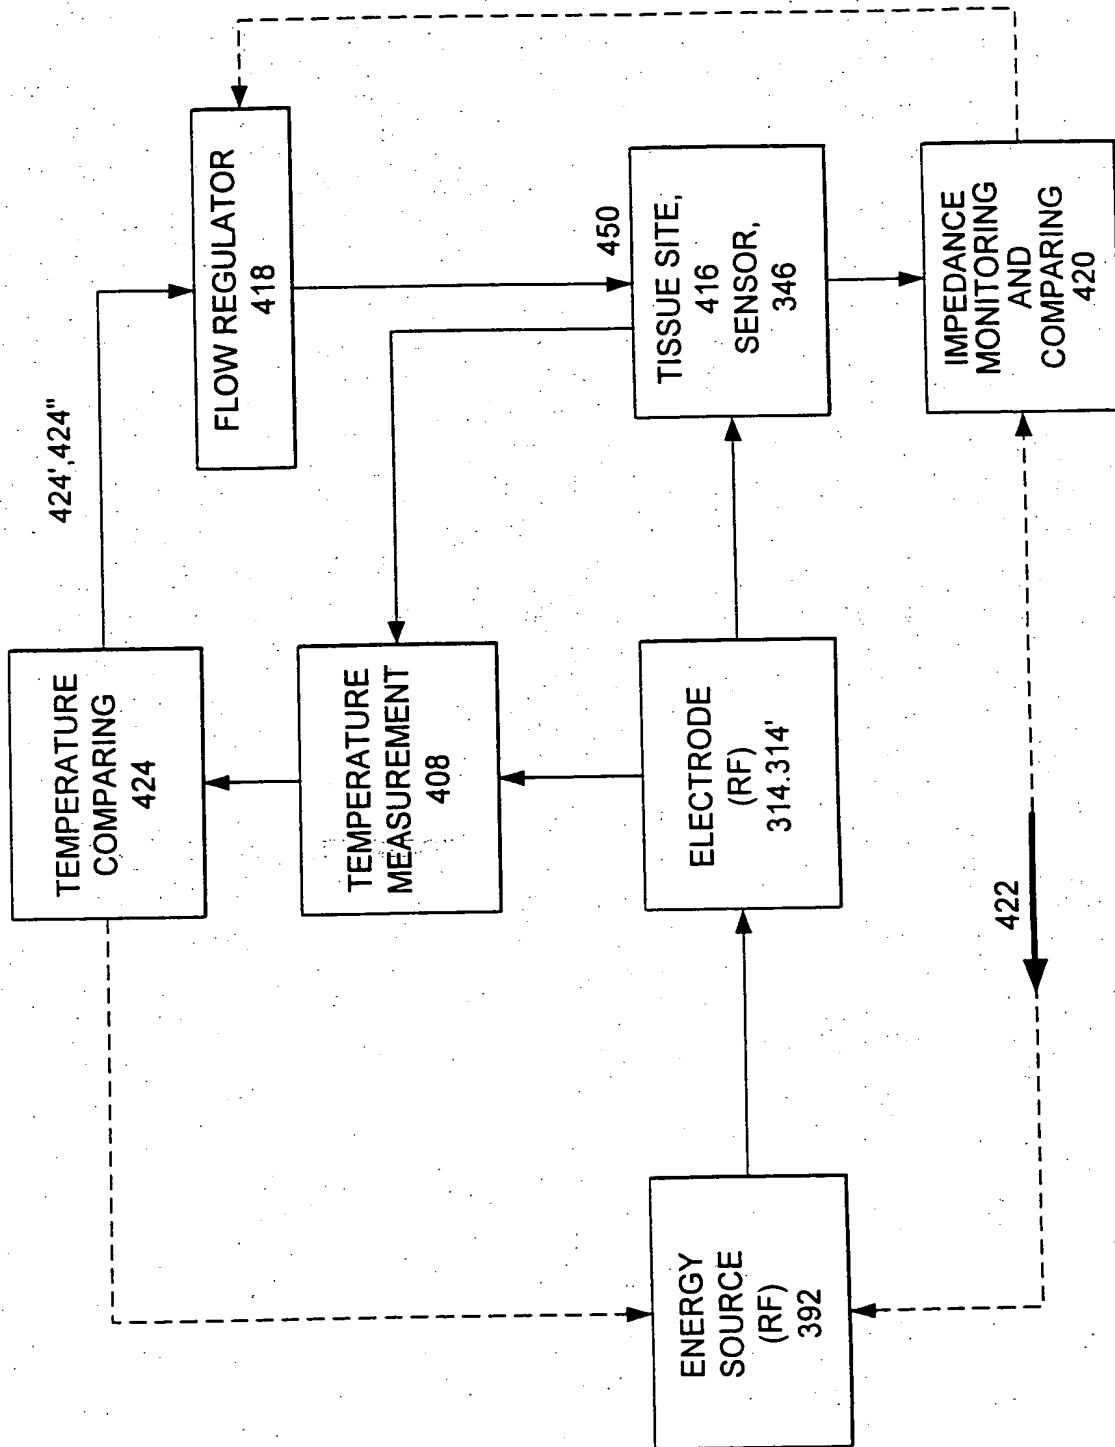 TEMPERATURE
COMPARING
424
424',424"
FLOW REGULATOR
418
TEMPERATURE
MEASUREMENT
408
450
ENERGY
SOURCE
(RF)
392
ELECTRODE
(RF)
314.314'
TISSUE SITE,
416
SENSOR,
346
422
IMPEDANCE
MONITORING
AND
COMPARING
420